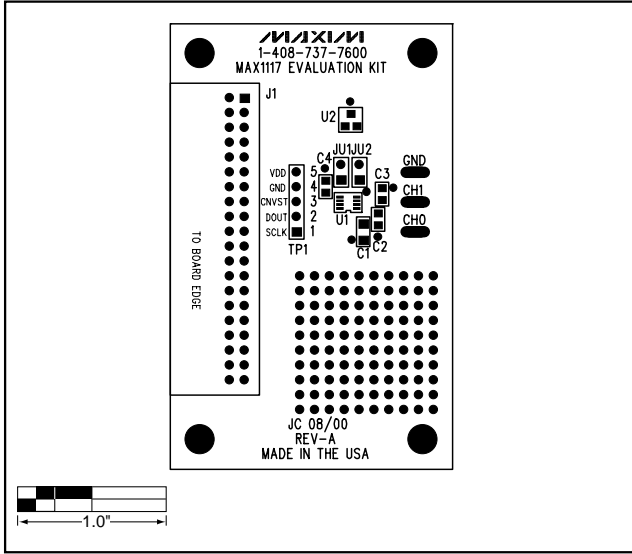 MAXIM
1-408-737-7600
MAX1117 EVALUATION KIT
J1
U2
JU1 JU2
C4
C3
GND
CH1
CH0
VDD 5
GND 4
CNVST 3
DOUT 2
SCLK 1
TP1
U1
C1
C2
TO BOARD EDGE
JC 08/00
REV-A
MADE IN THE USA
1.0"